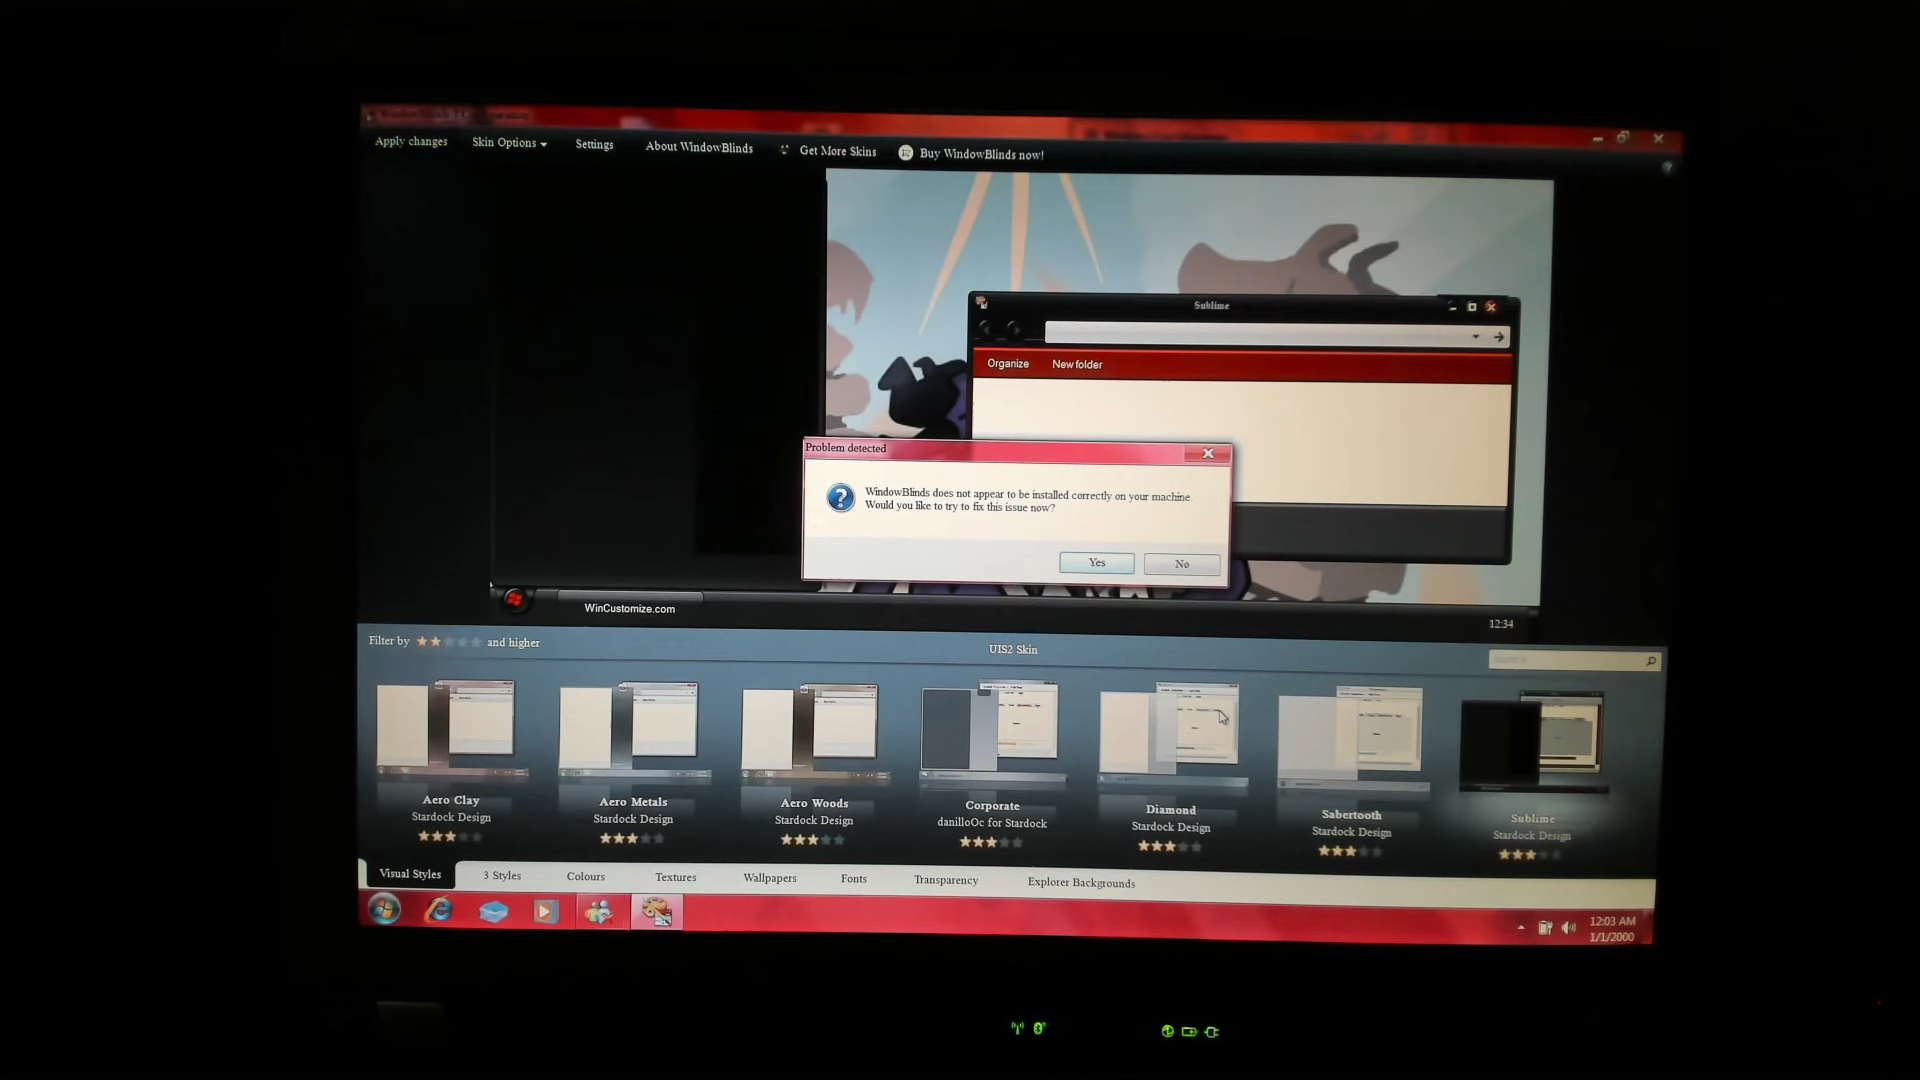 Apply changes
Skin Options
Settings
About WindowBlinds
Get More Skins
Buy WindowBlinds now!
Sublime
Organize
New folder
Problem detected
WindowBlinds does not appear to be installed correctly on your machine.
Would you like to try to fix this issue now?
Yes
No
WinCustomize.com
12:34
Filter by
and higher
UIS2 Skin
Aero Clay
Stardock Design
Aero Metals
Stardock Design
Aero Woods
Stardock Design
Corporate
danilloOc for Stardock
Diamond
Stardock Design
Sabertooth
Stardock Design
Sublime
Stardock Design
Visual Styles
3 Styles
Colours
Textures
Wallpapers
Fonts
Transparency
Explorer Backgrounds
12:03 AM
1/1/2000